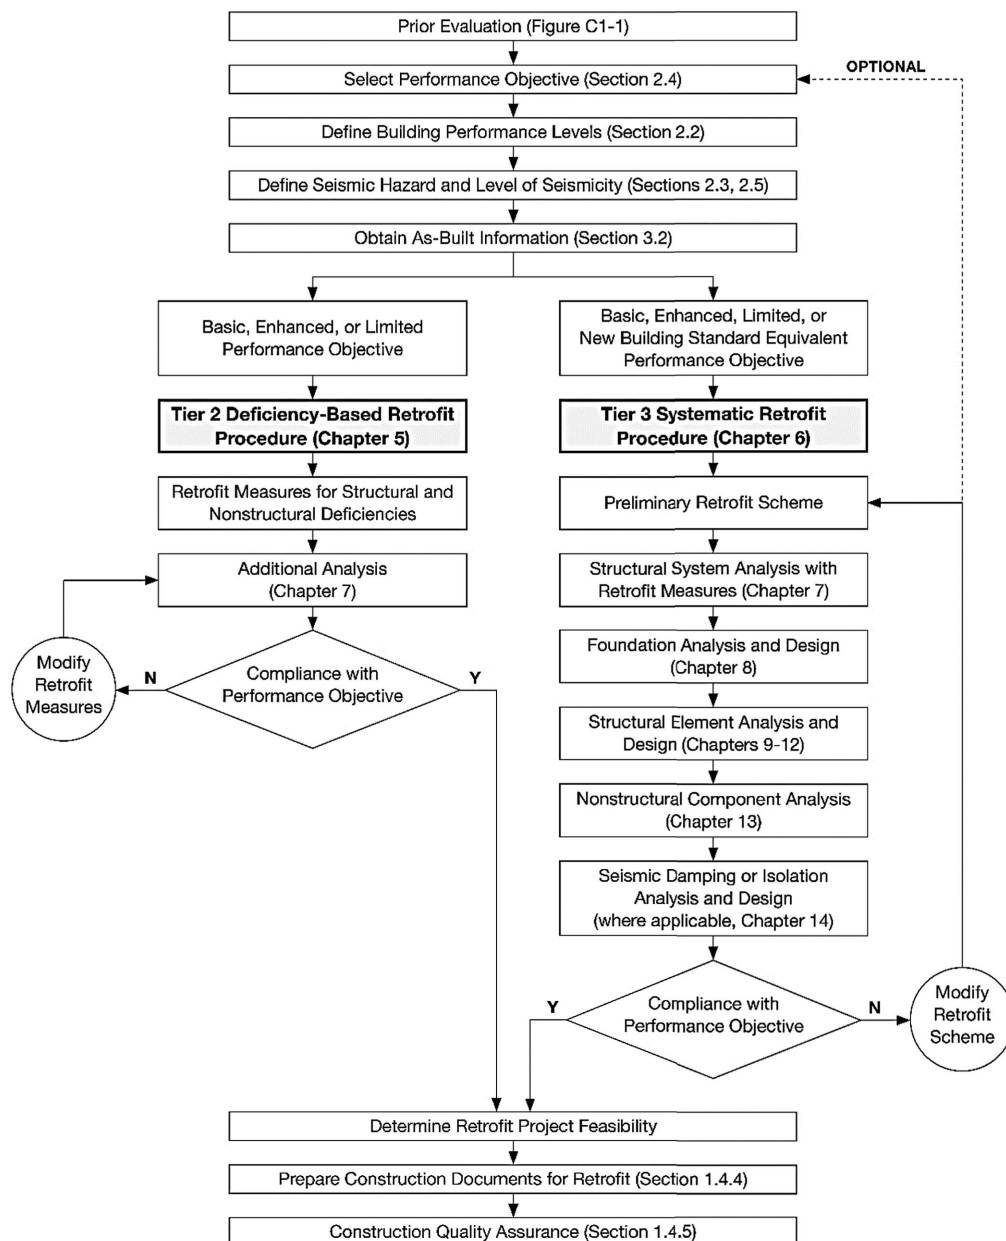 Prior Evaluation (Figure C1-1)
OPTIONAL
Select Performance Objective (Section 2.4)
Define Building Performance Levels (Section 2.2)
Define Seismic Hazard and Level of Seismicity (Sections 2.3, 2.5)
Obtain As-Built Information (Section 3.2)
Basic, Enhanced, or Limited
Performance Objective
Basic, Enhanced, Limited, or
New Building Standard Equivalent
Performance Objective
Tier 2 Deficiency-Based Retrofit
Procedure (Chapter 5)
Tier 3 Systematic Retrofit
Procedure (Chapter 6)
Retrofit Measures for Structural and
Nonstructural Deficiencies
Preliminary Retrofit Scheme
Additional Analysis
(Chapter 7)
Structural System Analysis with
Retrofit Measures (Chapter 7)
Modify
Retrofit
Measures
N
Compliance with
Performance Objective
Y
Foundation Analysis and Design
(Chapter 8)
Structural Element Analysis and
Design (Chapters 9-12)
Nonstructural Component Analysis
(Chapter 13)
Seismic Damping or Isolation
Analysis and Design
(where applicable, Chapter 14)
Y
Compliance with
Performance Objective
N
Modify
Retrofit
Scheme
Determine Retrofit Project Feasibility
Prepare Construction Documents for Retrofit (Section 1.4.4)
Construction Quality Assurance (Section 1.4.5)